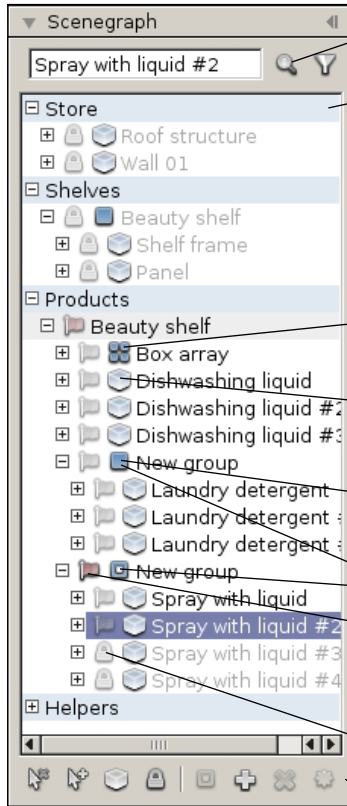 Scenegraph
Spray with liquid #2
Store
Roof structure
Wall 01
Shelves
Beauty shelf
Shelf frame
Panel
Products
Beauty shelf
Box array
Dishwashing liquid
Dishwashing liquid #2
Dishwashing liquid #3
New group
Laundry detergent
Laundry detergent
Laundry detergent
New group
Spray with liquid
Spray with liquid #2
Spray with liquid #3
Spray with liquid #4
Helpers